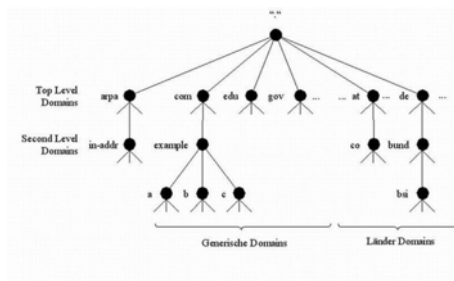 "."
Top Level
Domains
arpa com edu gov ... ... at ... de ...
Second Level
Domains
in-addr example co bund
a b c bsi
Generische Domains Länder Domains